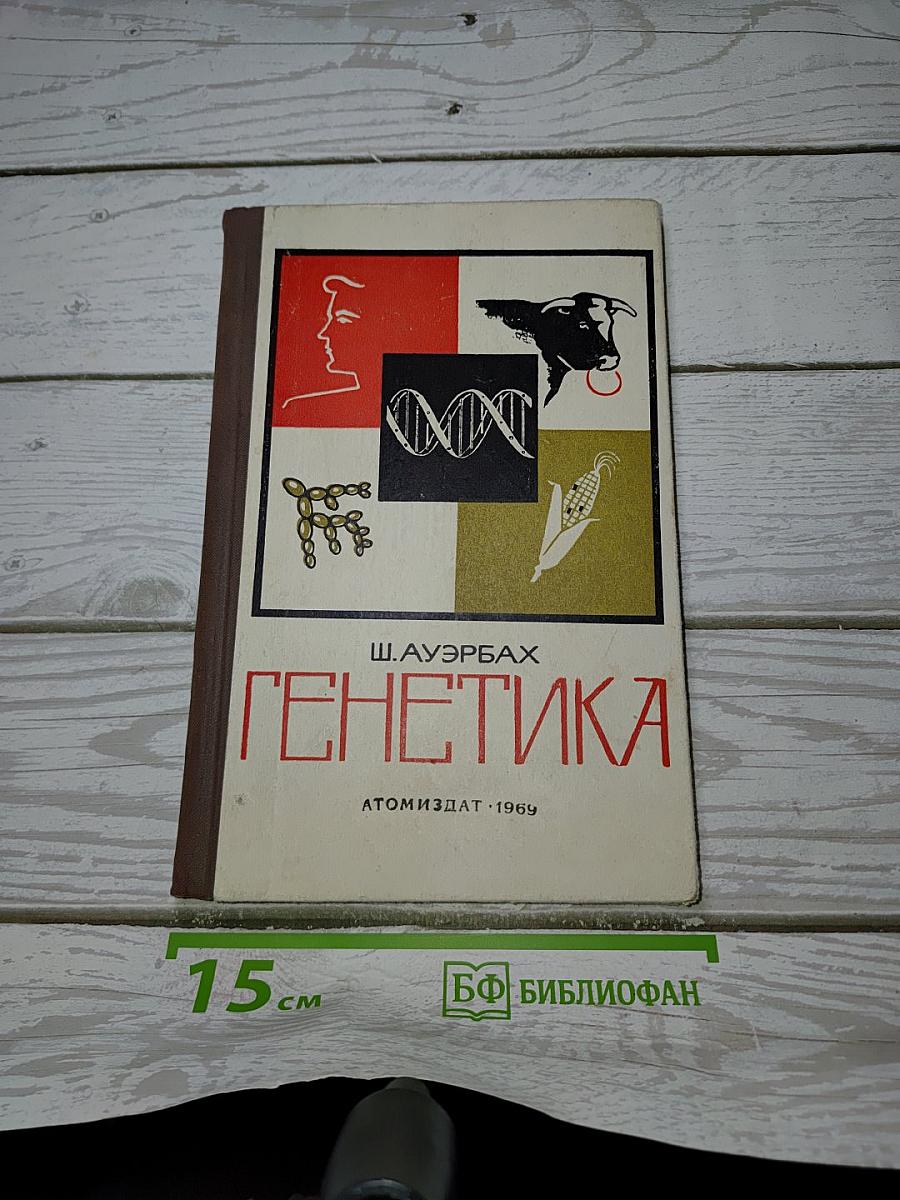 Ш. АУЭРБАХ
ГЕНЕТИКА
АТОМИЗДАТ · 1969
15 см
БФ БИБЛИОФАН